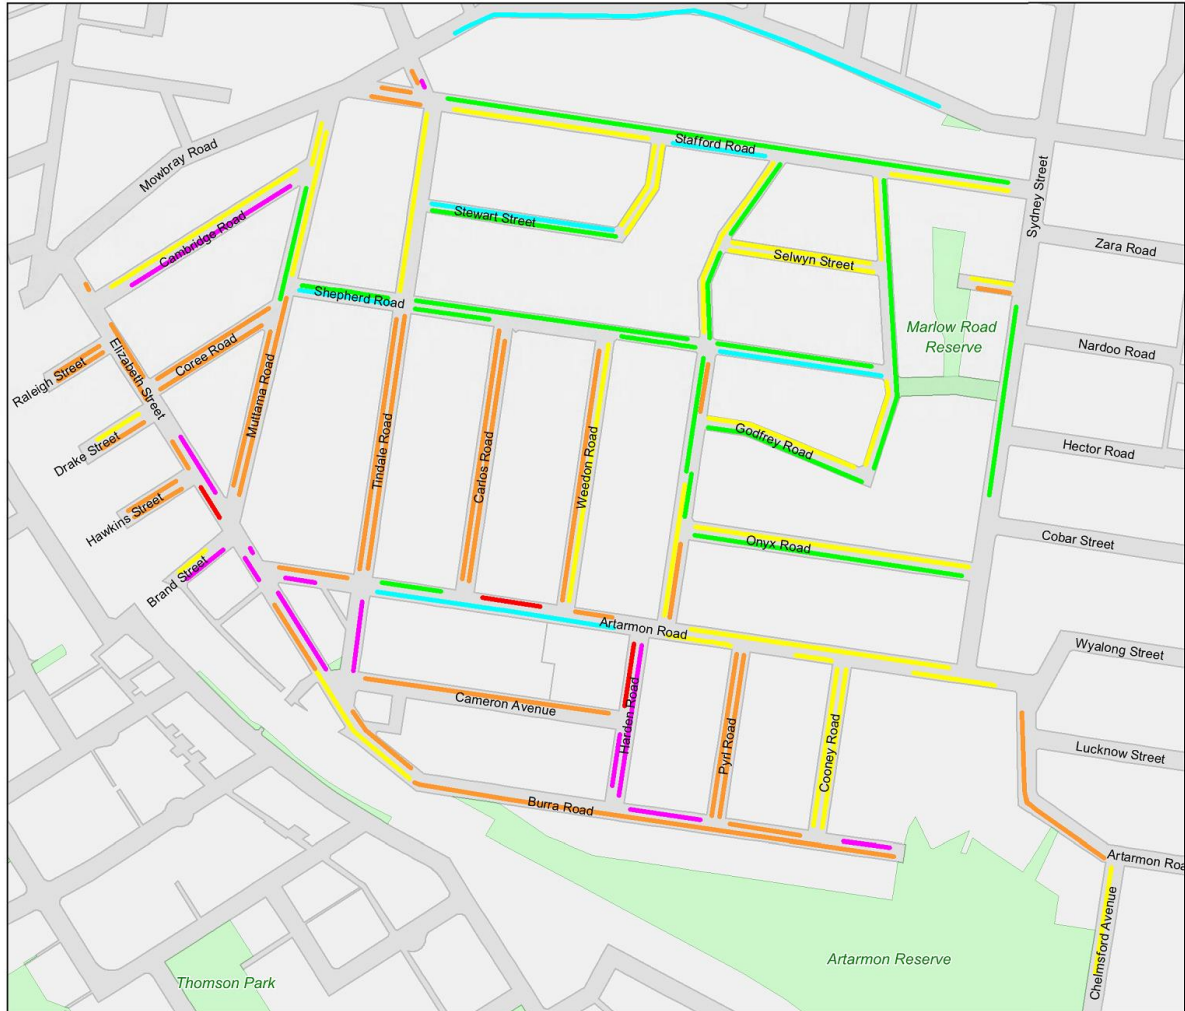 Stafford Road
Mowbray Road
Sydney Street
Cambridge Road
Stewart Street
Zara Road
Selwyn Street
Shepherd Road
Marlow Road
Reserve
Nardoo Road
Elizabeth Street
Coree Road
Raleigh Street
Muttama Road
Drake Street
Tindale Road
Carlos Road
Weedon Road
Godfrey Road
Hector Road
Hawkins Street
Onyx Road
Cobar Street
Brand Street
Artarmon Road
Wyalong Street
Cameron Avenue
Harden Road
Pyrl Road
Cooney Road
Lucknow Street
Burra Road
Artarmon Roa
Chelmsford Avenue
Artarmon Reserve
Thomson Park